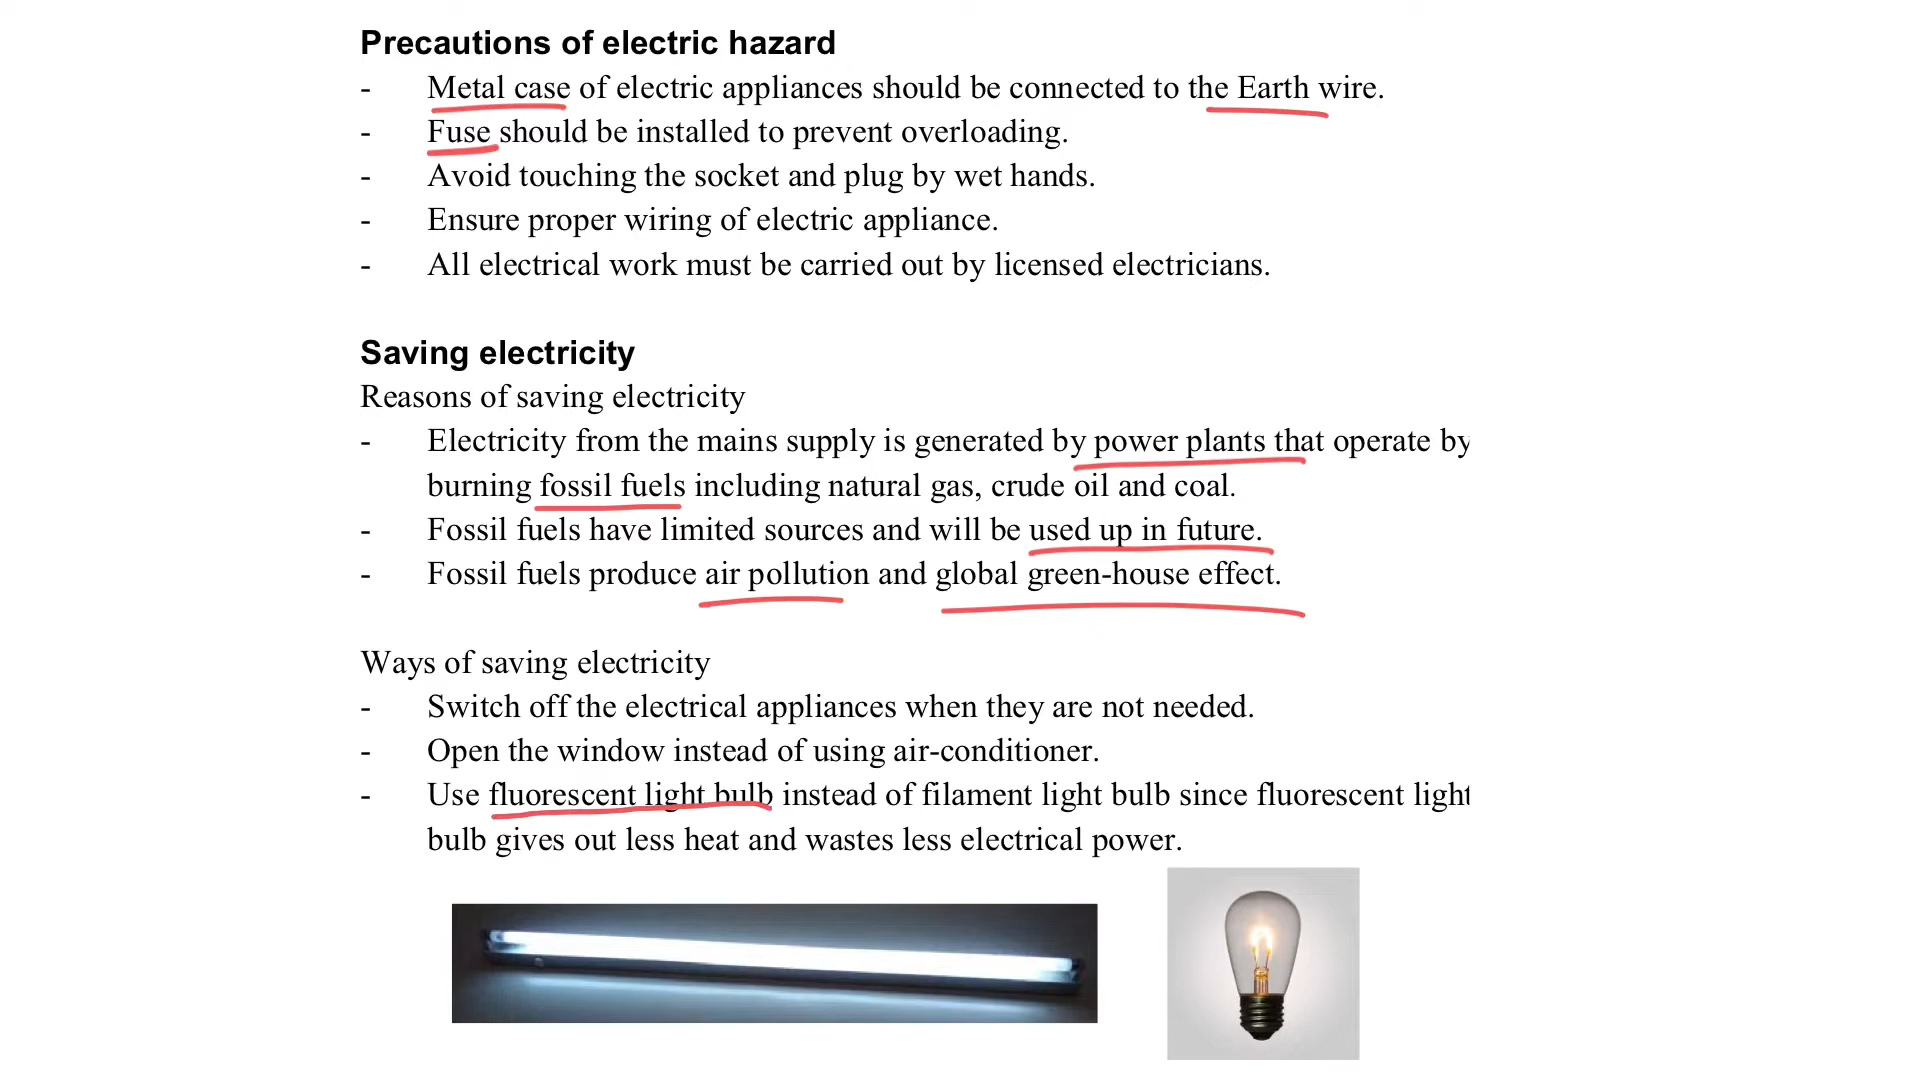 Precautions of electric hazard
- Metal case of electric appliances should be connected to the Earth wire.
- Fuse should be installed to prevent overloading.
- Avoid touching the socket and plug by wet hands.
- Ensure proper wiring of electric appliance.
- All electrical work must be carried out by licensed electricians.
Saving electricity
Reasons of saving electricity
- Electricity from the mains supply is generated by power plants that operate by
burning fossil fuels including natural gas, crude oil and coal.
- Fossil fuels have limited sources and will be used up in future.
- Fossil fuels produce air pollution and global green-house effect.
Ways of saving electricity
- Switch off the electrical appliances when they are not needed.
- Open the window instead of using air-conditioner.
- Use fluorescent light bulb instead of filament light bulb since fluorescent light
bulb gives out less heat and wastes less electrical power.